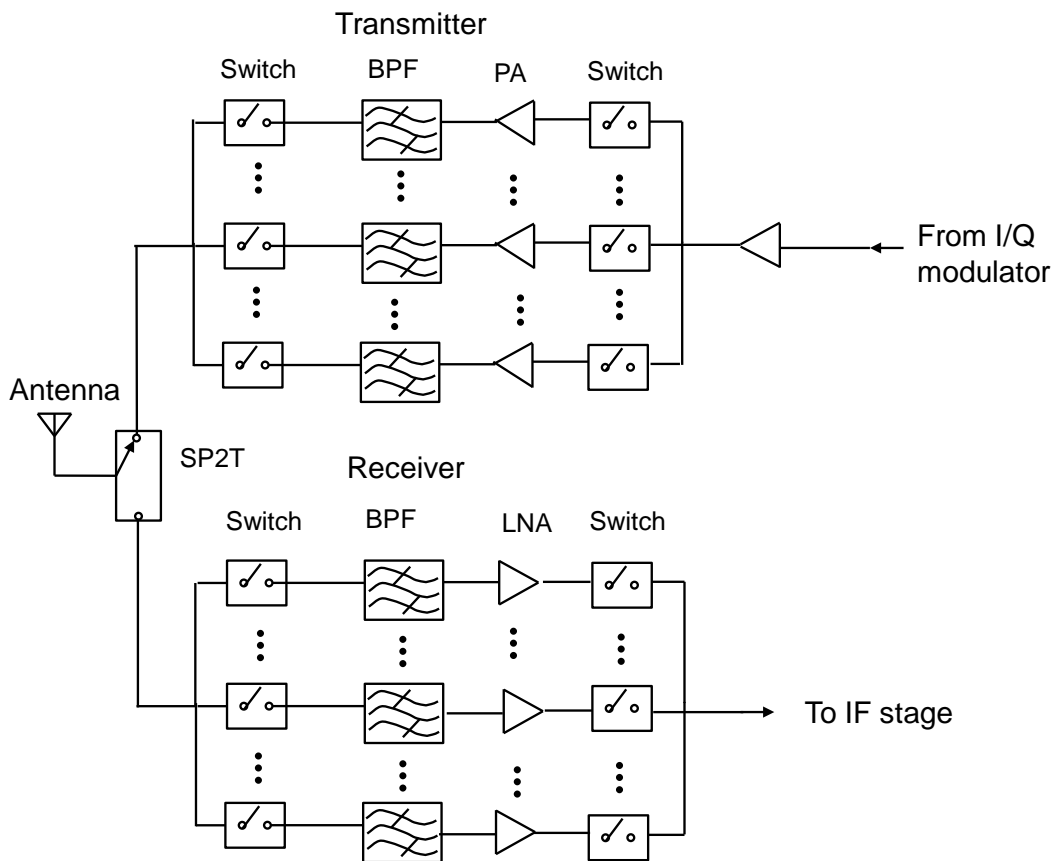 Transmitter
Switch
BPF
PA
Switch
From I/Q
modulator
Antenna
SP2T
Receiver
Switch
BPF
LNA
Switch
To IF stage